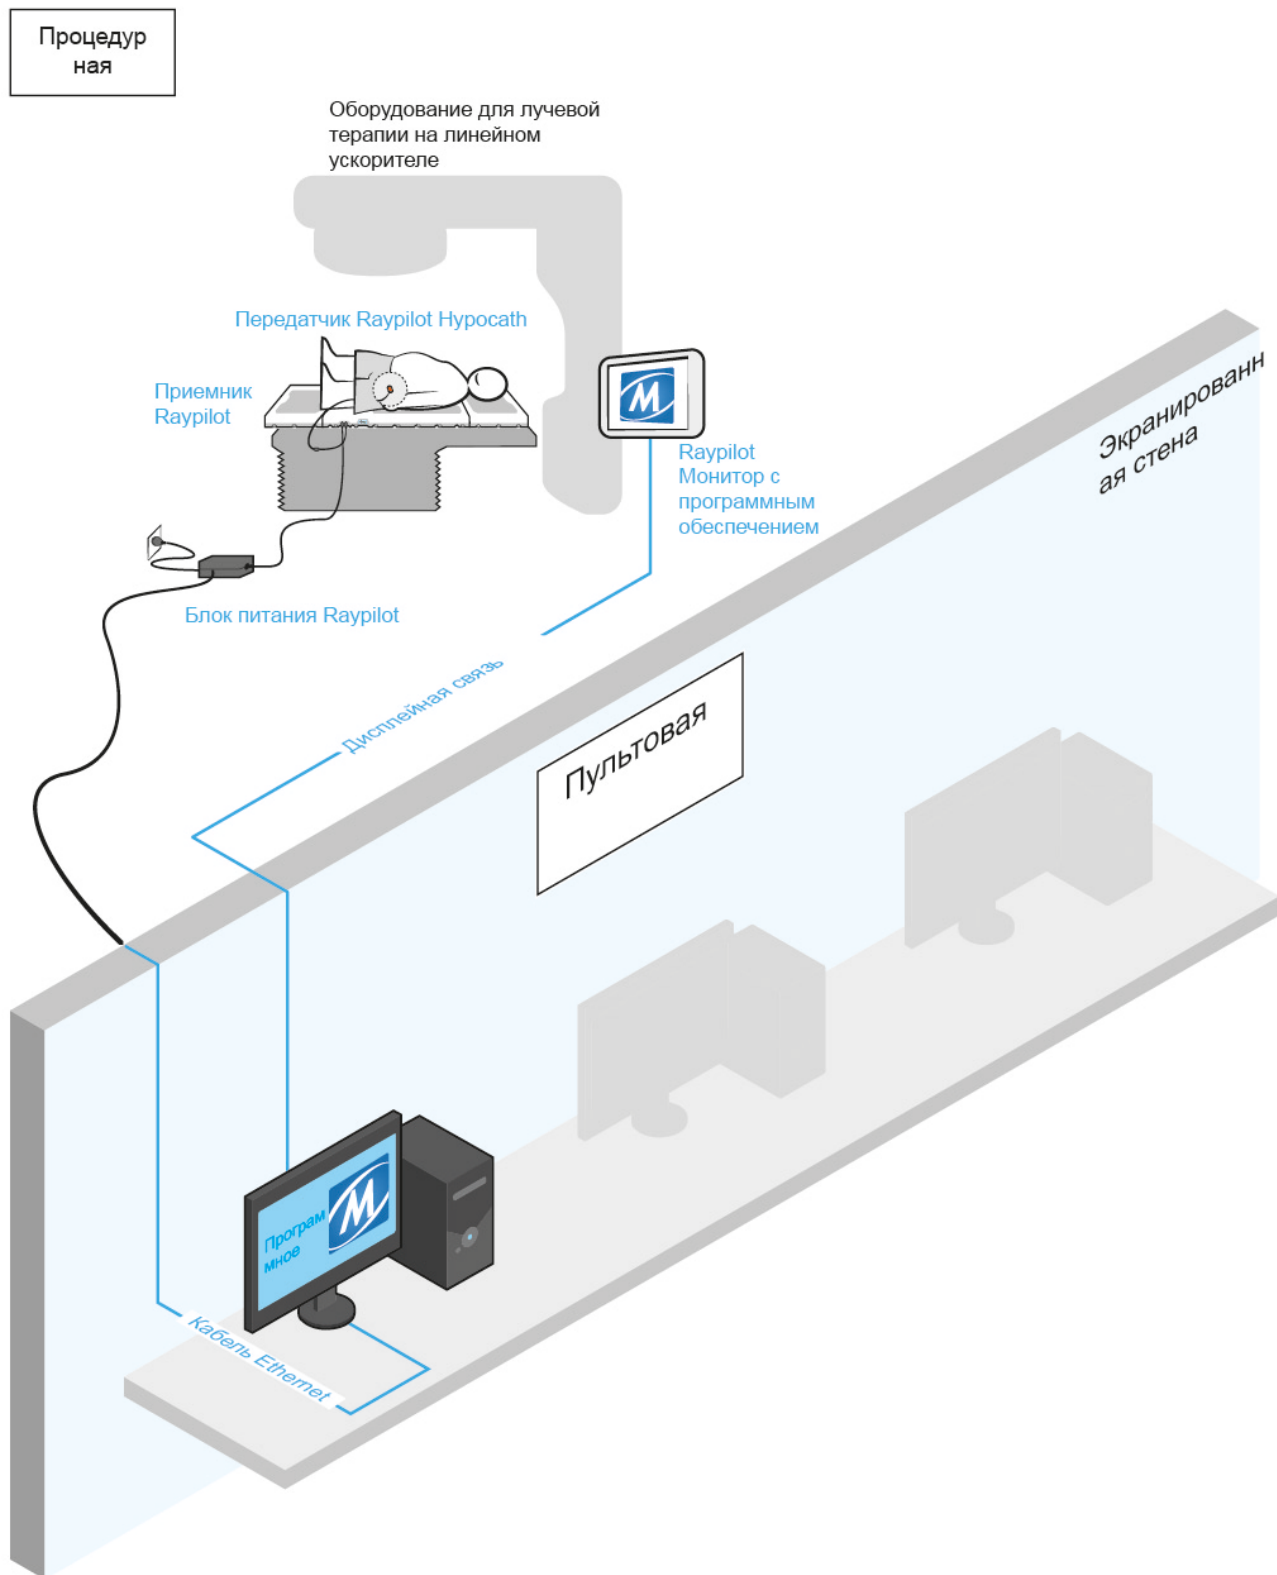 Процедур
ная
Оборудование для лучевой
терапии на линейном
ускорителе
Передатчик Raypilot Hypocath
Приемник
Raypilot
Raypilot
Монитор с
программным
обеспечением
Экранированн
ая стена
Блок питания Raypilot
Дисплейная связь
Пультовая
Програм
мное
Кабель Ethernet